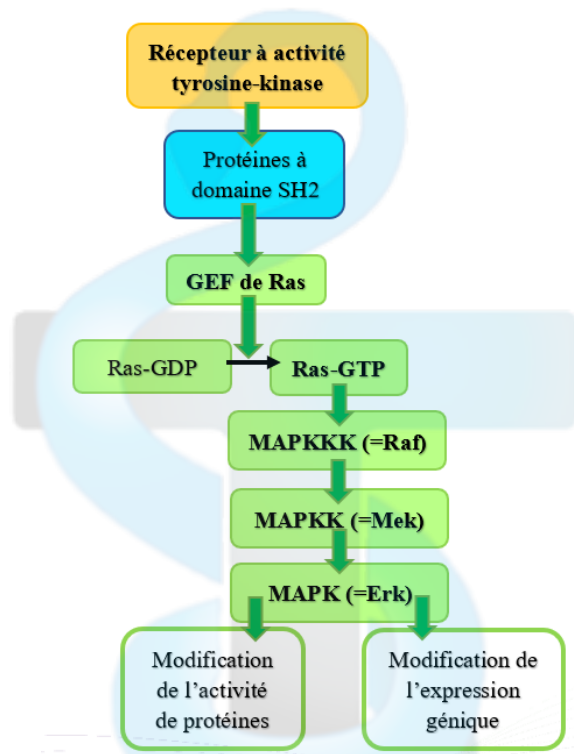 Récepteur à activité
tyrosine-kinase
Protéines à
domaine SH2
GEF de Ras
Ras-GDP
Ras-GTP
MAPKKK (=Raf)
MAPKK (=Mek)
MAPK (=Erk)
Modification
de l’activité
de protéines
Modification de
l’expression
génique